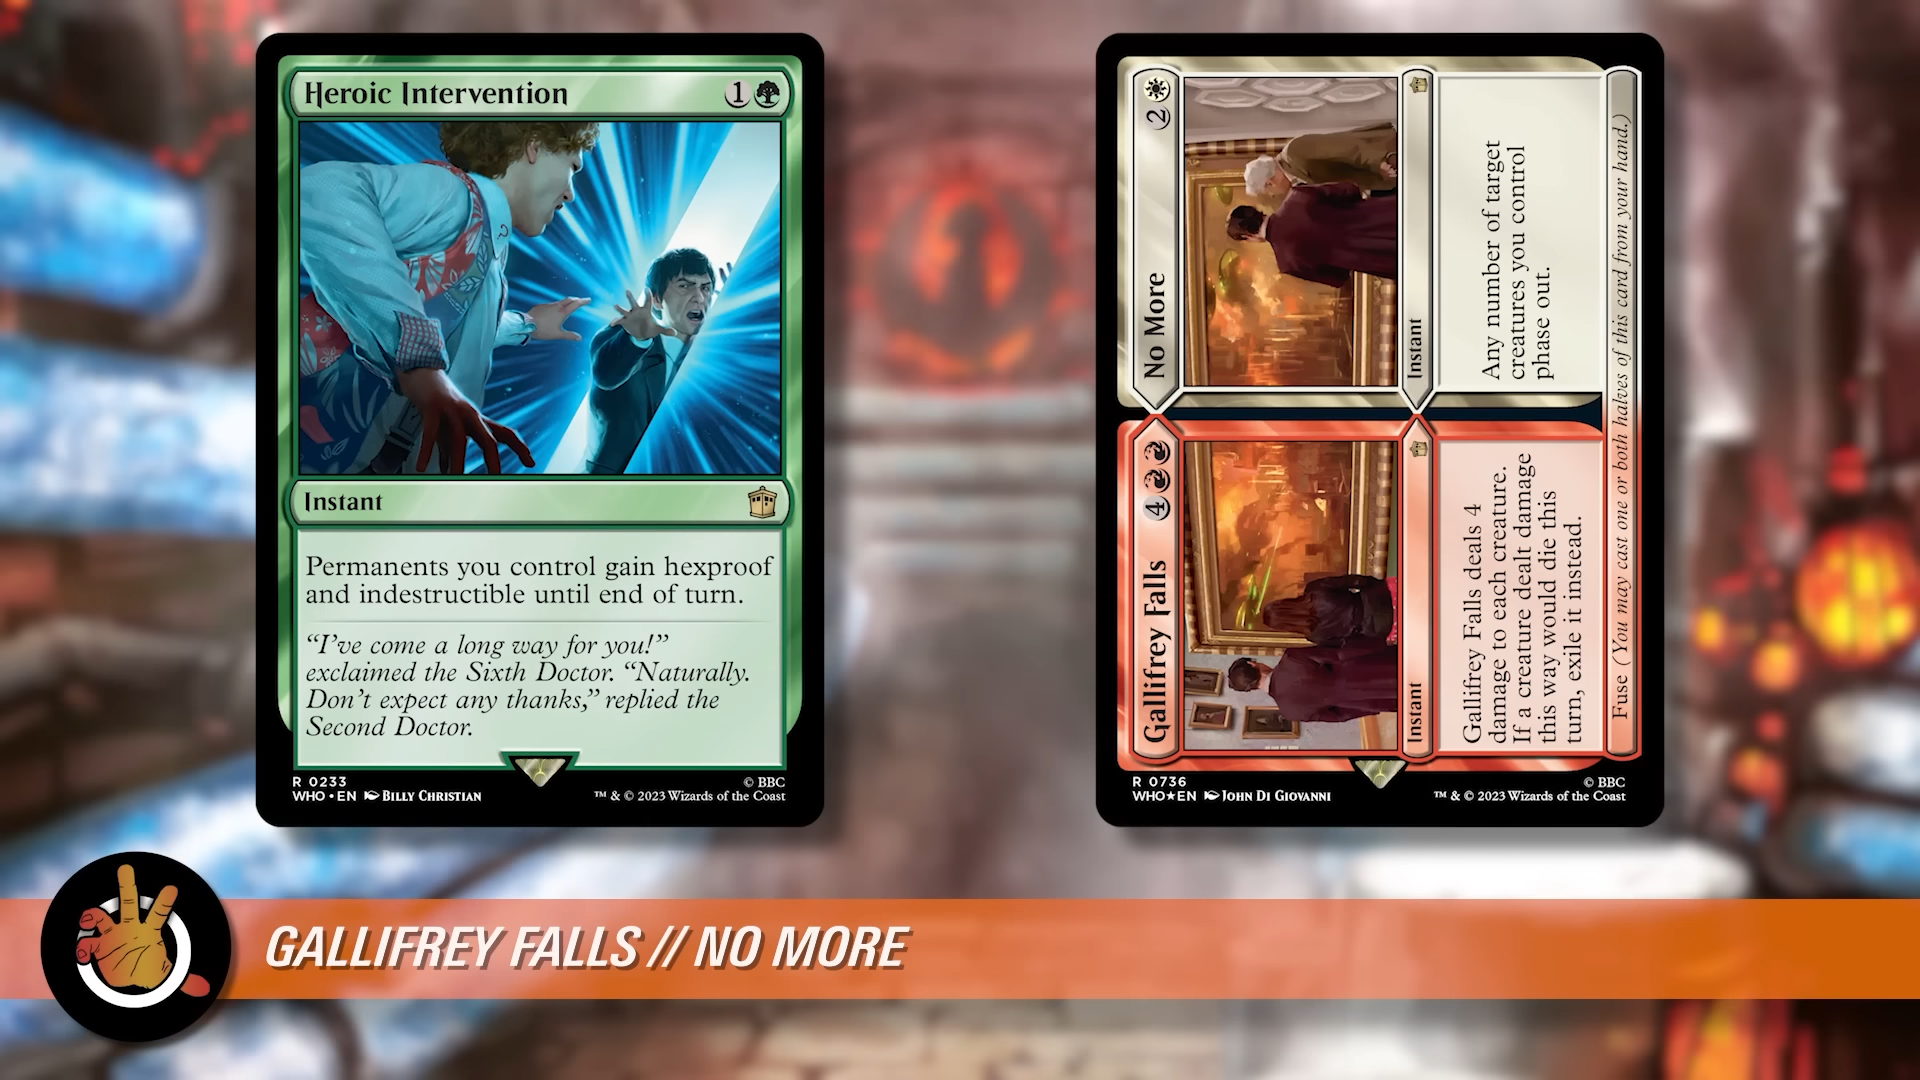 Heroic Intervention 1
Instant
Permanents you control gain hexproof
and indestructible until end of turn.
“I’ve come a long way for you!”
exclaimed the Sixth Doctor. “Naturally.
Don’t expect any thanks,” replied the
Second Doctor.
R 0233
WHO • EN Billy Christian
© BBC
™ & © 2023 Wizards of the Coast
Gallifrey Falls 4
Instant
Gallifrey Falls deals 4
damage to each creature.
If a creature dealt damage
this way would die this
turn, exile it instead.
No More 2
Instant
Any number of target
creatures you control
phase out.
Fuse (You may cast one or both halves of this card from your hand.)
R 0736
WHO★EN John Di Giovanni
© BBC
™ & © 2023 Wizards of the Coast
GALLIFREY FALLS // NO MORE